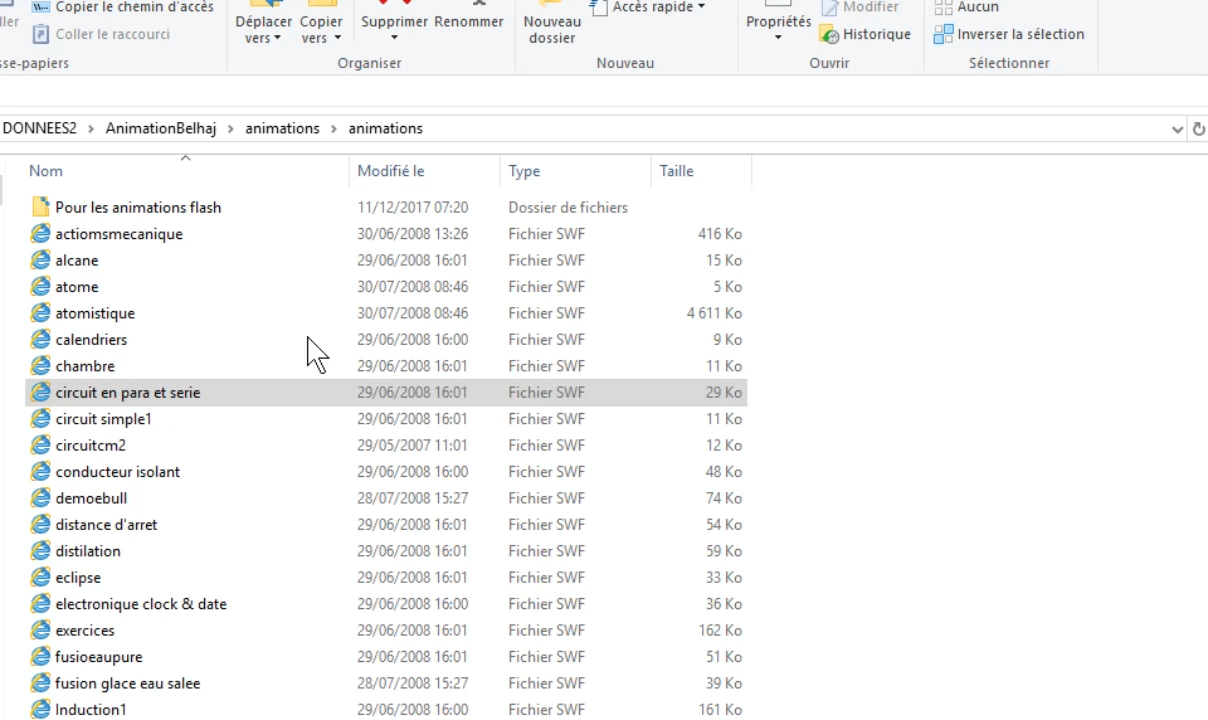 ller Copier le chemin d'accès Déplacer Copier Supprimer Renommer Nouveau Accès rapide Propriétés Modifier Aucun
Coller le raccourci vers vers dossier Historique Inverser la sélection
sse-papiers Organiser Nouveau Ouvrir Sélectionner
DONNEES2 > AnimationBelhaj > animations > animations
Nom Modifié le Type Taille
Pour les animations flash 11/12/2017 07:20 Dossier de fichiers
actiomsmecanique 30/06/2008 13:26 Fichier SWF 416 Ko
alcane 29/06/2008 16:01 Fichier SWF 15 Ko
atome 30/07/2008 08:46 Fichier SWF 5 Ko
atomistique 30/07/2008 08:46 Fichier SWF 4 611 Ko
calendriers 29/06/2008 16:00 Fichier SWF 9 Ko
chambre 29/06/2008 16:01 Fichier SWF 11 Ko
circuit en para et serie 29/06/2008 16:01 Fichier SWF 29 Ko
circuit simple1 29/06/2008 16:01 Fichier SWF 11 Ko
circuitcm2 29/05/2007 11:01 Fichier SWF 12 Ko
conducteur isolant 29/06/2008 16:00 Fichier SWF 48 Ko
demoebull 28/07/2008 15:27 Fichier SWF 74 Ko
distance d'arret 29/06/2008 16:01 Fichier SWF 54 Ko
distilation 29/06/2008 16:01 Fichier SWF 59 Ko
eclipse 29/06/2008 16:01 Fichier SWF 33 Ko
electronique clock & date 29/06/2008 16:00 Fichier SWF 36 Ko
exercices 29/06/2008 16:01 Fichier SWF 162 Ko
fusioeaupure 29/06/2008 16:01 Fichier SWF 51 Ko
fusion glace eau salee 28/07/2008 15:27 Fichier SWF 39 Ko
Induction1 29/06/2008 16:00 Fichier SWF 161 Ko